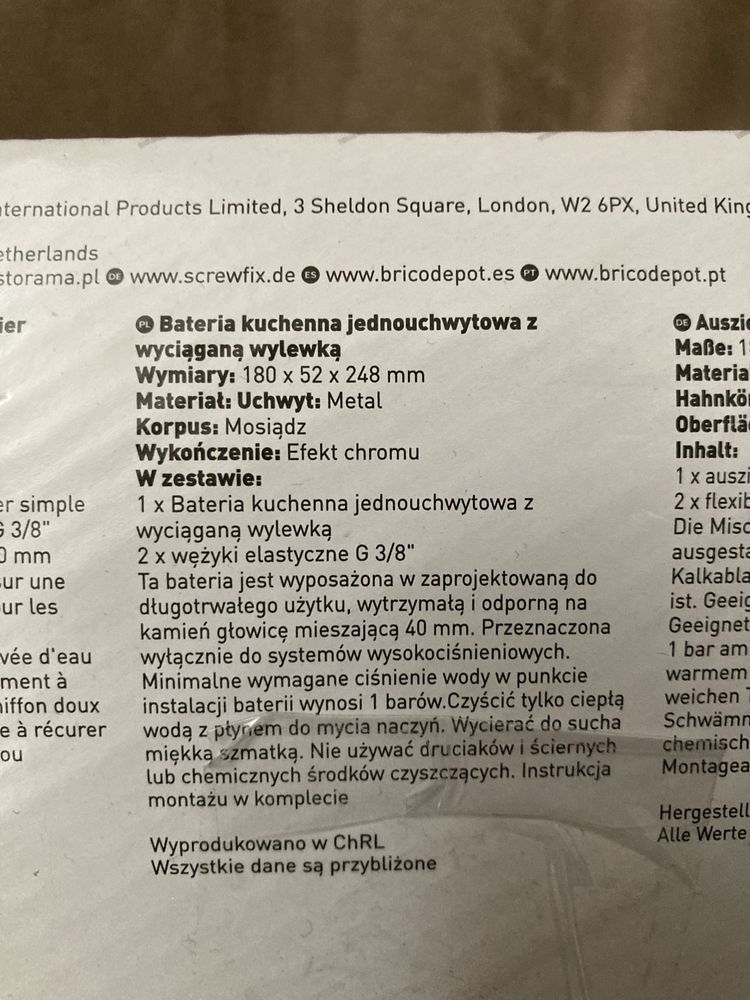 International Products Limited, 3 Sheldon Square, London, W2 6PX, United
etherlands
storama.pl DE www.screwfix.de ES www.bricodepot.es PT www.bricodepot.pt
ier
er simple
G 3/8"
0 mm
sur une
our les
vée d'eau
ment à
iffon doux
e à récurer
ou
PL Bateria kuchenna jednouchwytowa z
wyciąganą wylewką
Wymiary: 180 x 52 x 248 mm
Materiał: Uchwyt: Metal
Korpus: Mosiądz
Wykończenie: Efekt chromu
W zestawie:
1 x Bateria kuchenna jednouchwytowa z
wyciąganą wylewką
2 x wężyki elastyczne G 3/8"
Ta bateria jest wyposażona w zaprojektowaną do
długotrwałego użytku, wytrzymałą i odporną na
kamień głowicę mieszającą 40 mm. Przeznaczona
wyłącznie do systemów wysokociśnieniowych.
Minimalne wymagane ciśnienie wody w punkcie
instalacji baterii wynosi 1 barów.Czyścić tylko ciepłą
wodą z płynem do mycia naczyń. Wycierać do sucha
miękką szmatką. Nie używać druciaków i ściernych
lub chemicznych środków czyszczących. Instrukcja
montażu w komplecie
Wyprodukowano w ChRL
Wszystkie dane są przybliżone
DE Auszie
Maße: 1
Materia
Hahnkö
Oberflä
Inhalt:
1 x auszi
2 x flexib
Die Misc
ausgesta
Kalkabla
ist. Geeig
Geeignet
1 bar am
warmem
weichen T
Schwämm
chemisch
Montagea
Hergestell
Alle Werte